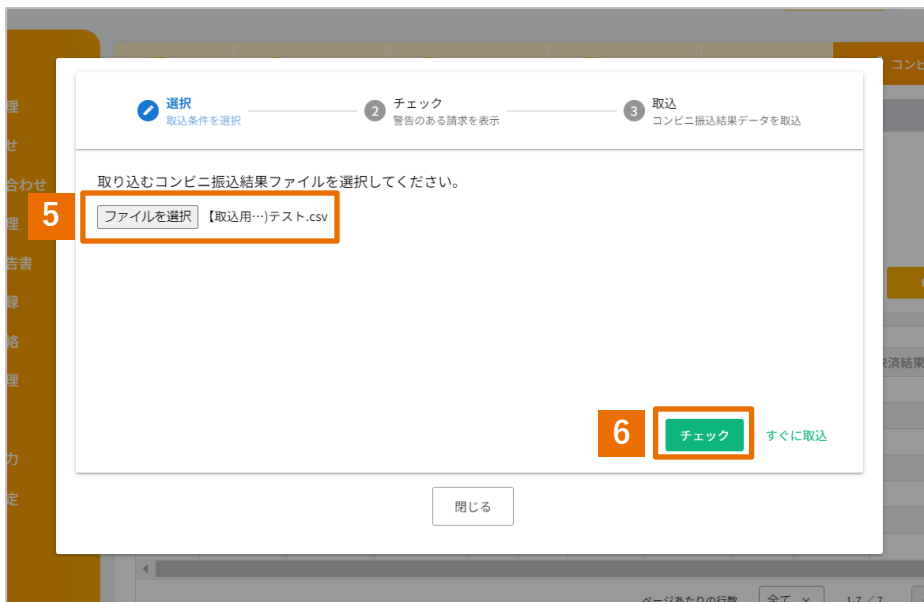 コンビ
選択
取込条件を選択
2
チェック
警告のある請求を表示
3
取込
コンビニ振込結果データを取込
理
せ
合わせ
理
告書
録
絡
理
力
定
取り込むコンビニ振込結果ファイルを選択してください。
5
ファイルを選択 【取込用…)テスト.csv
済結果
6
チェック
すぐに取込
閉じる
ページあたりの行数 全て 1-7 / 7